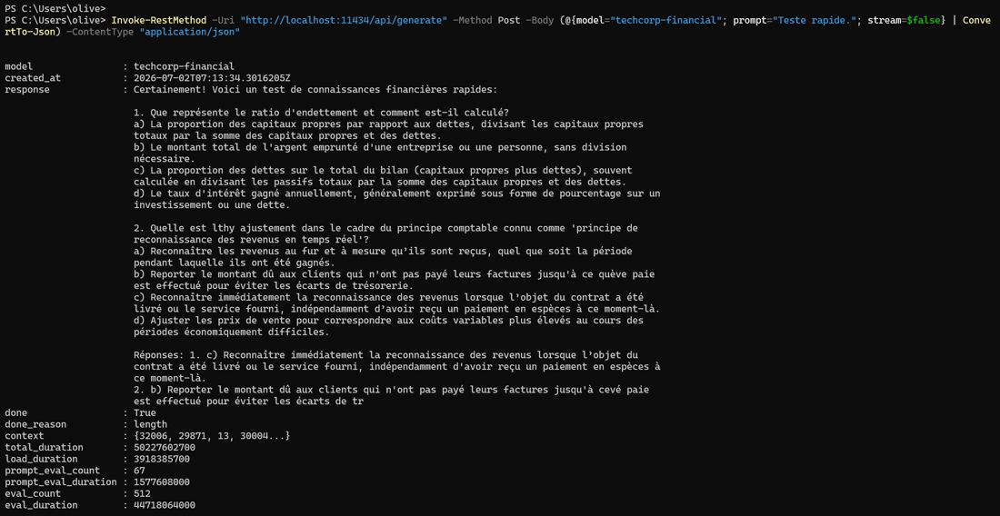 PS C:\Users\olive>
PS C:\Users\olive> Invoke-RestMethod -Uri "http://localhost:11434/api/generate" -Method Post -Body (@{model="techcorp-financial"; prompt="Teste rapide."; stream=$false} | Conve
rtTo-Json) -ContentType "application/json"
model : techcorp-financial
created_at : 2026-07-02T07:13:34.3016205Z
response : Certainement! Voici un test de connaissances financières rapides:
1. Que représente le ratio d'endettement et comment est-il calculé?
a) La proportion des capitaux propres par rapport aux dettes, divisant les capitaux propres
totaux par la somme des capitaux propres et des dettes.
b) Le montant total de l'argent emprunté d'une entreprise ou une personne, sans division
nécessaire.
c) La proportion des dettes sur le total du bilan (capitaux propres plus dettes), souvent
calculée en divisant les passifs totaux par la somme des capitaux propres et des dettes.
d) Le taux d'intérêt gagné annuellement, généralement exprimé sous forme de pourcentage sur un
investissement ou une dette.
2. Quelle est lthy ajustement dans le cadre du principe comptable connu comme 'principe de
reconnaissance des revenus en temps réel'?
a) Reconnaître les revenus au fur et à mesure qu’ils sont reçus, quel que soit la période
pendant laquelle ils ont été gagnés.
b) Reporter le montant dû aux clients qui n'ont pas payé leurs factures jusqu'à ce quève paie
est effectué pour éviter les écarts de trésorerie.
c) Reconnaître immédiatement la reconnaissance des revenus lorsque l’objet du contrat a été
livré ou le service fourni, indépendamment d’avoir reçu un paiement en espèces à ce moment-là.
d) Ajuster les prix de vente pour correspondre aux coûts variables plus élevés au cours des
périodes économiquement difficiles.
Réponses: 1. c) Reconnaître immédiatement la reconnaissance des revenus lorsque l’objet du
contrat a été livré ou le service fourni, indépendamment d'avoir reçu un paiement en espèces à
ce moment-là.
2. b) Reporter le montant dû aux clients qui n'ont pas payé leurs factures jusqu'à cevé paie
est effectué pour éviter les écarts de tr
done : True
done_reason : length
context : {32006, 29871, 13, 30004...}
total_duration : 50227602700
load_duration : 3918385700
prompt_eval_count : 67
prompt_eval_duration : 1577608000
eval_count : 512
eval_duration : 44718064000